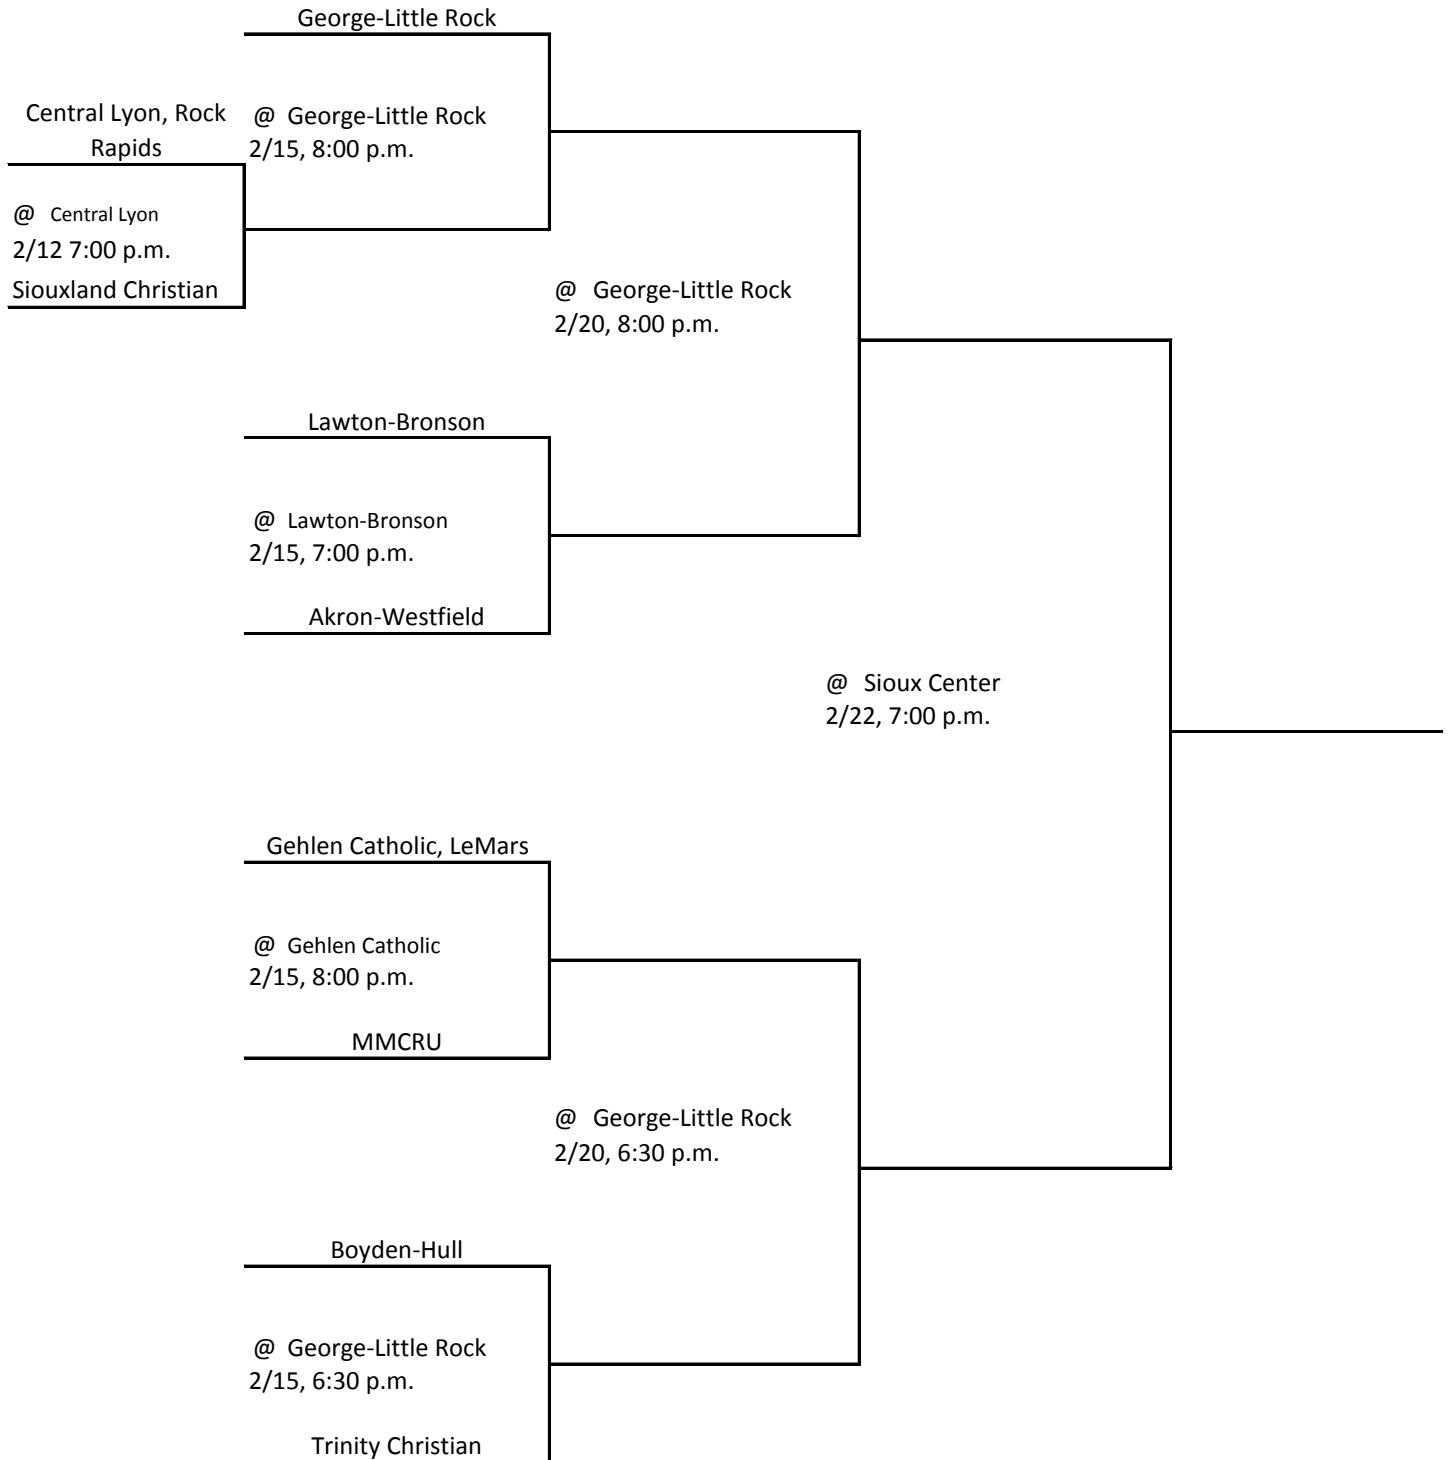 George-Little Rock
Central Lyon, Rock
Rapids
@ George-Little Rock
2/15, 8:00 p.m.
@ Central Lyon
2/12 7:00 p.m.
Siouxland Christian
@ George-Little Rock
2/20, 8:00 p.m.
Lawton-Bronson
@ Lawton-Bronson
2/15, 7:00 p.m.
Akron-Westfield
@ Sioux Center
2/22, 7:00 p.m.
Gehlen Catholic, LeMars
@ Gehlen Catholic
2/15, 8:00 p.m.
MMCRU
@ George-Little Rock
2/20, 6:30 p.m.
Boyden-Hull
@ George-Little Rock
2/15, 6:30 p.m.
Trinity Christian